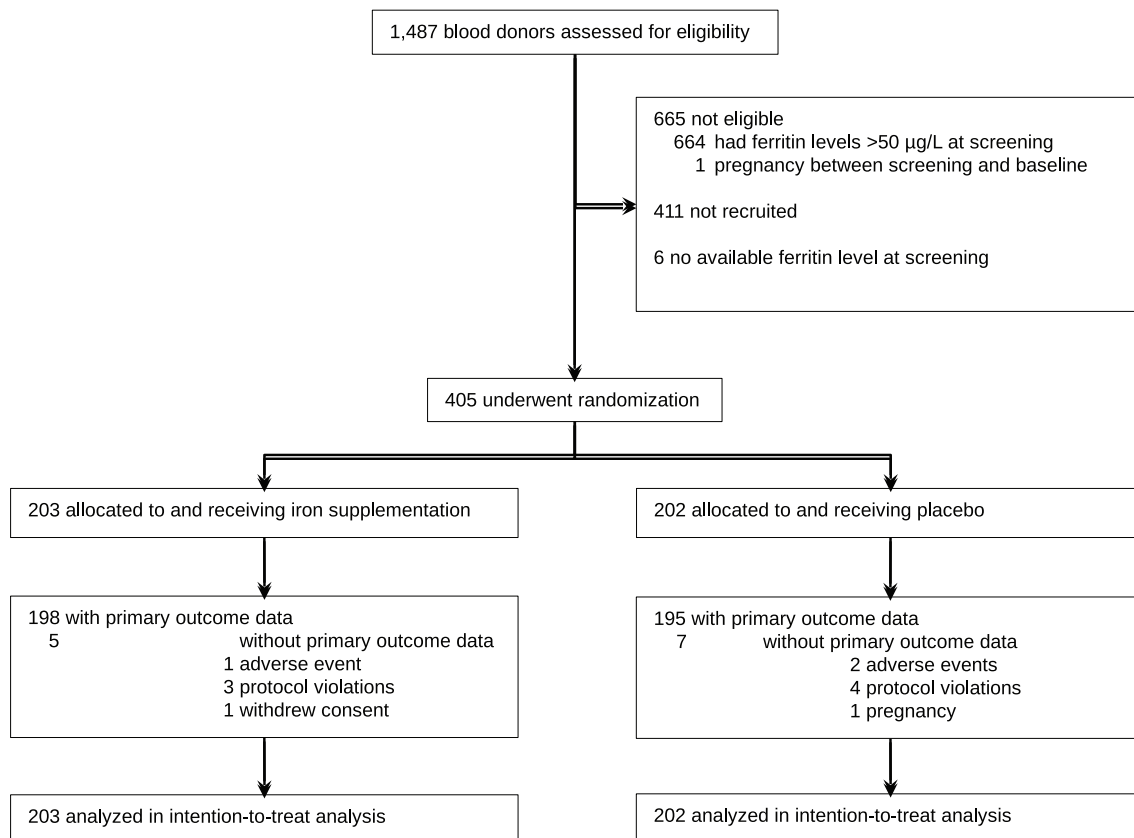 1,487 blood donors assessed for eligibility
665 not eligible
664 had ferritin levels >50 µg/L at screening
1 pregnancy between screening and baseline
411 not recruited
6 no available ferritin level at screening
405 underwent randomization
203 allocated to and receiving iron supplementation
202 allocated to and receiving placebo
198 with primary outcome data
5 without primary outcome data
1 adverse event
3 protocol violations
1 withdrew consent
195 with primary outcome data
7 without primary outcome data
2 adverse events
4 protocol violations
1 pregnancy
203 analyzed in intention-to-treat analysis
202 analyzed in intention-to-treat analysis